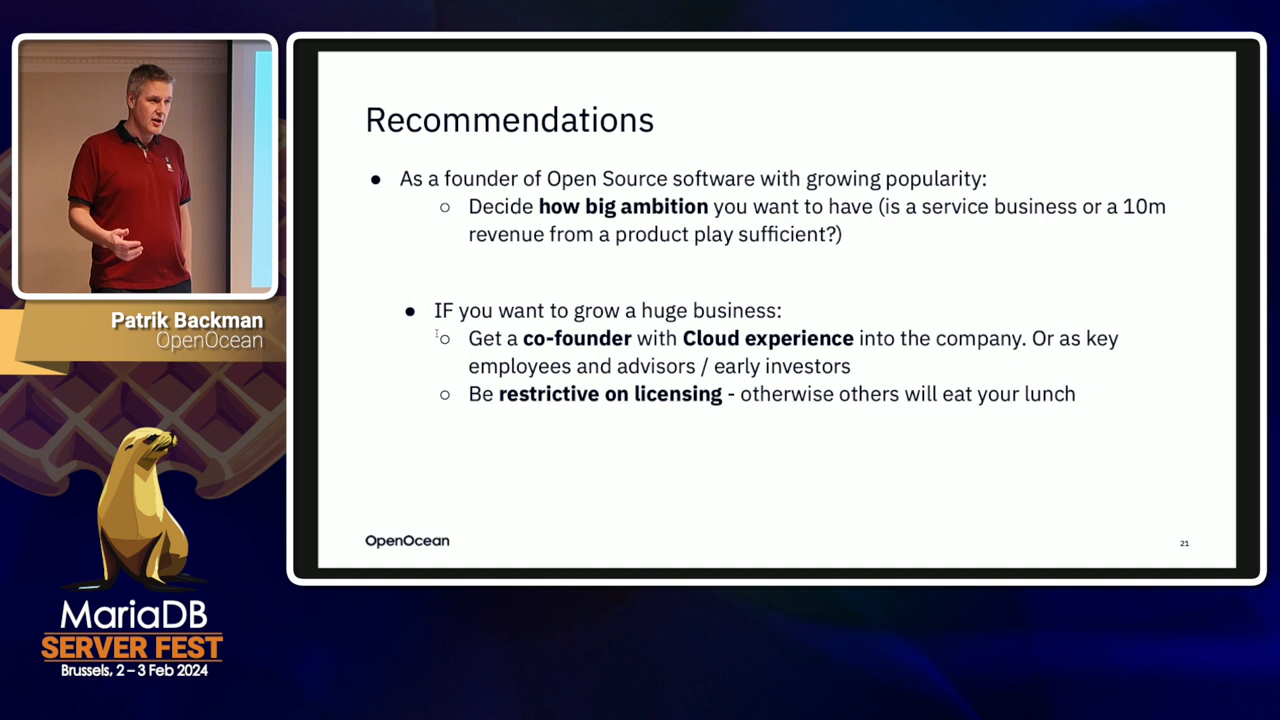 Recommendations
● As a founder of Open Source software with growing popularity:
○ Decide how big ambition you want to have (is a service business or a 10m
revenue from a product play sufficient?)
● IF you want to grow a huge business:
○ Get a co-founder with Cloud experience into the company. Or as key
employees and advisors / early investors
○ Be restrictive on licensing - otherwise others will eat your lunch
OpenOcean
21
Patrik Backman
OpenOcean
MariaDB
SERVER FEST
Brussels, 2 – 3 Feb 2024